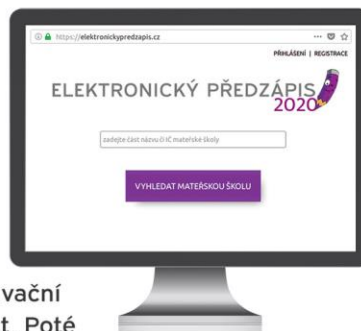 https://elektronickypredzapis.cz
PŘIHLÁŠENÍ | REGISTRACE
ELEKTRONICKÝ PŘEDZÁPIS
2020
zadejte část názvu či IČ mateřské školy
VYHLEDAT MATEŘSKOU ŠKOLU
vační
t. Poté